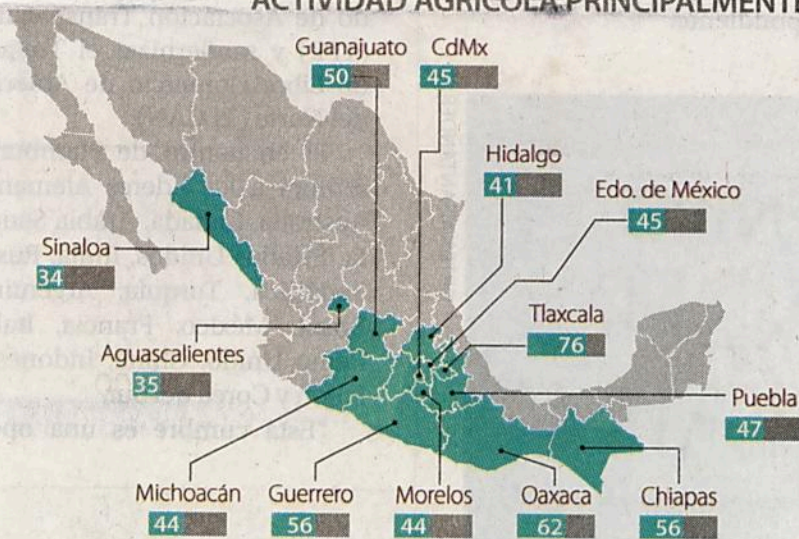 ACTIVIDAD AGRÍCOLA PRINCIPALMENTE
Guanajuato
50
CdMx
45
Hidalgo
41
Edo. de México
45
Sinaloa
34
Tlaxcala
76
Aguascalientes
35
Puebla
47
Michoacán
44
Guerrero
56
Morelos
44
Oaxaca
62
Chiapas
56